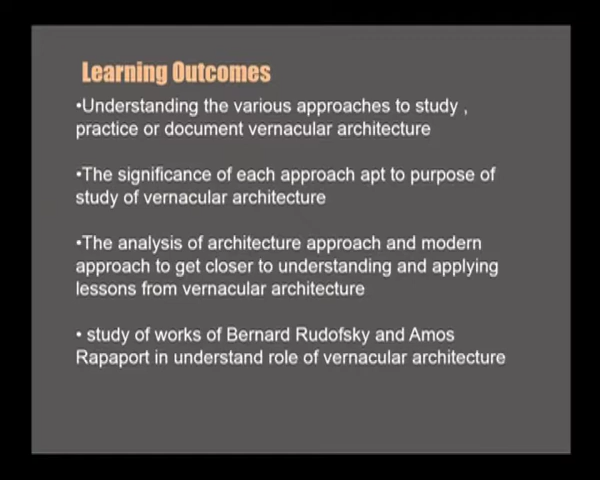 Learning Outcomes
•Understanding the various approaches to study ,
practice or document vernacular architecture
•The significance of each approach apt to purpose of
study of vernacular architecture
•The analysis of architecture approach and modern
approach to get closer to understanding and applying
lessons from vernacular architecture
• study of works of Bernard Rudofsky and Amos
Rapaport in understand role of vernacular architecture